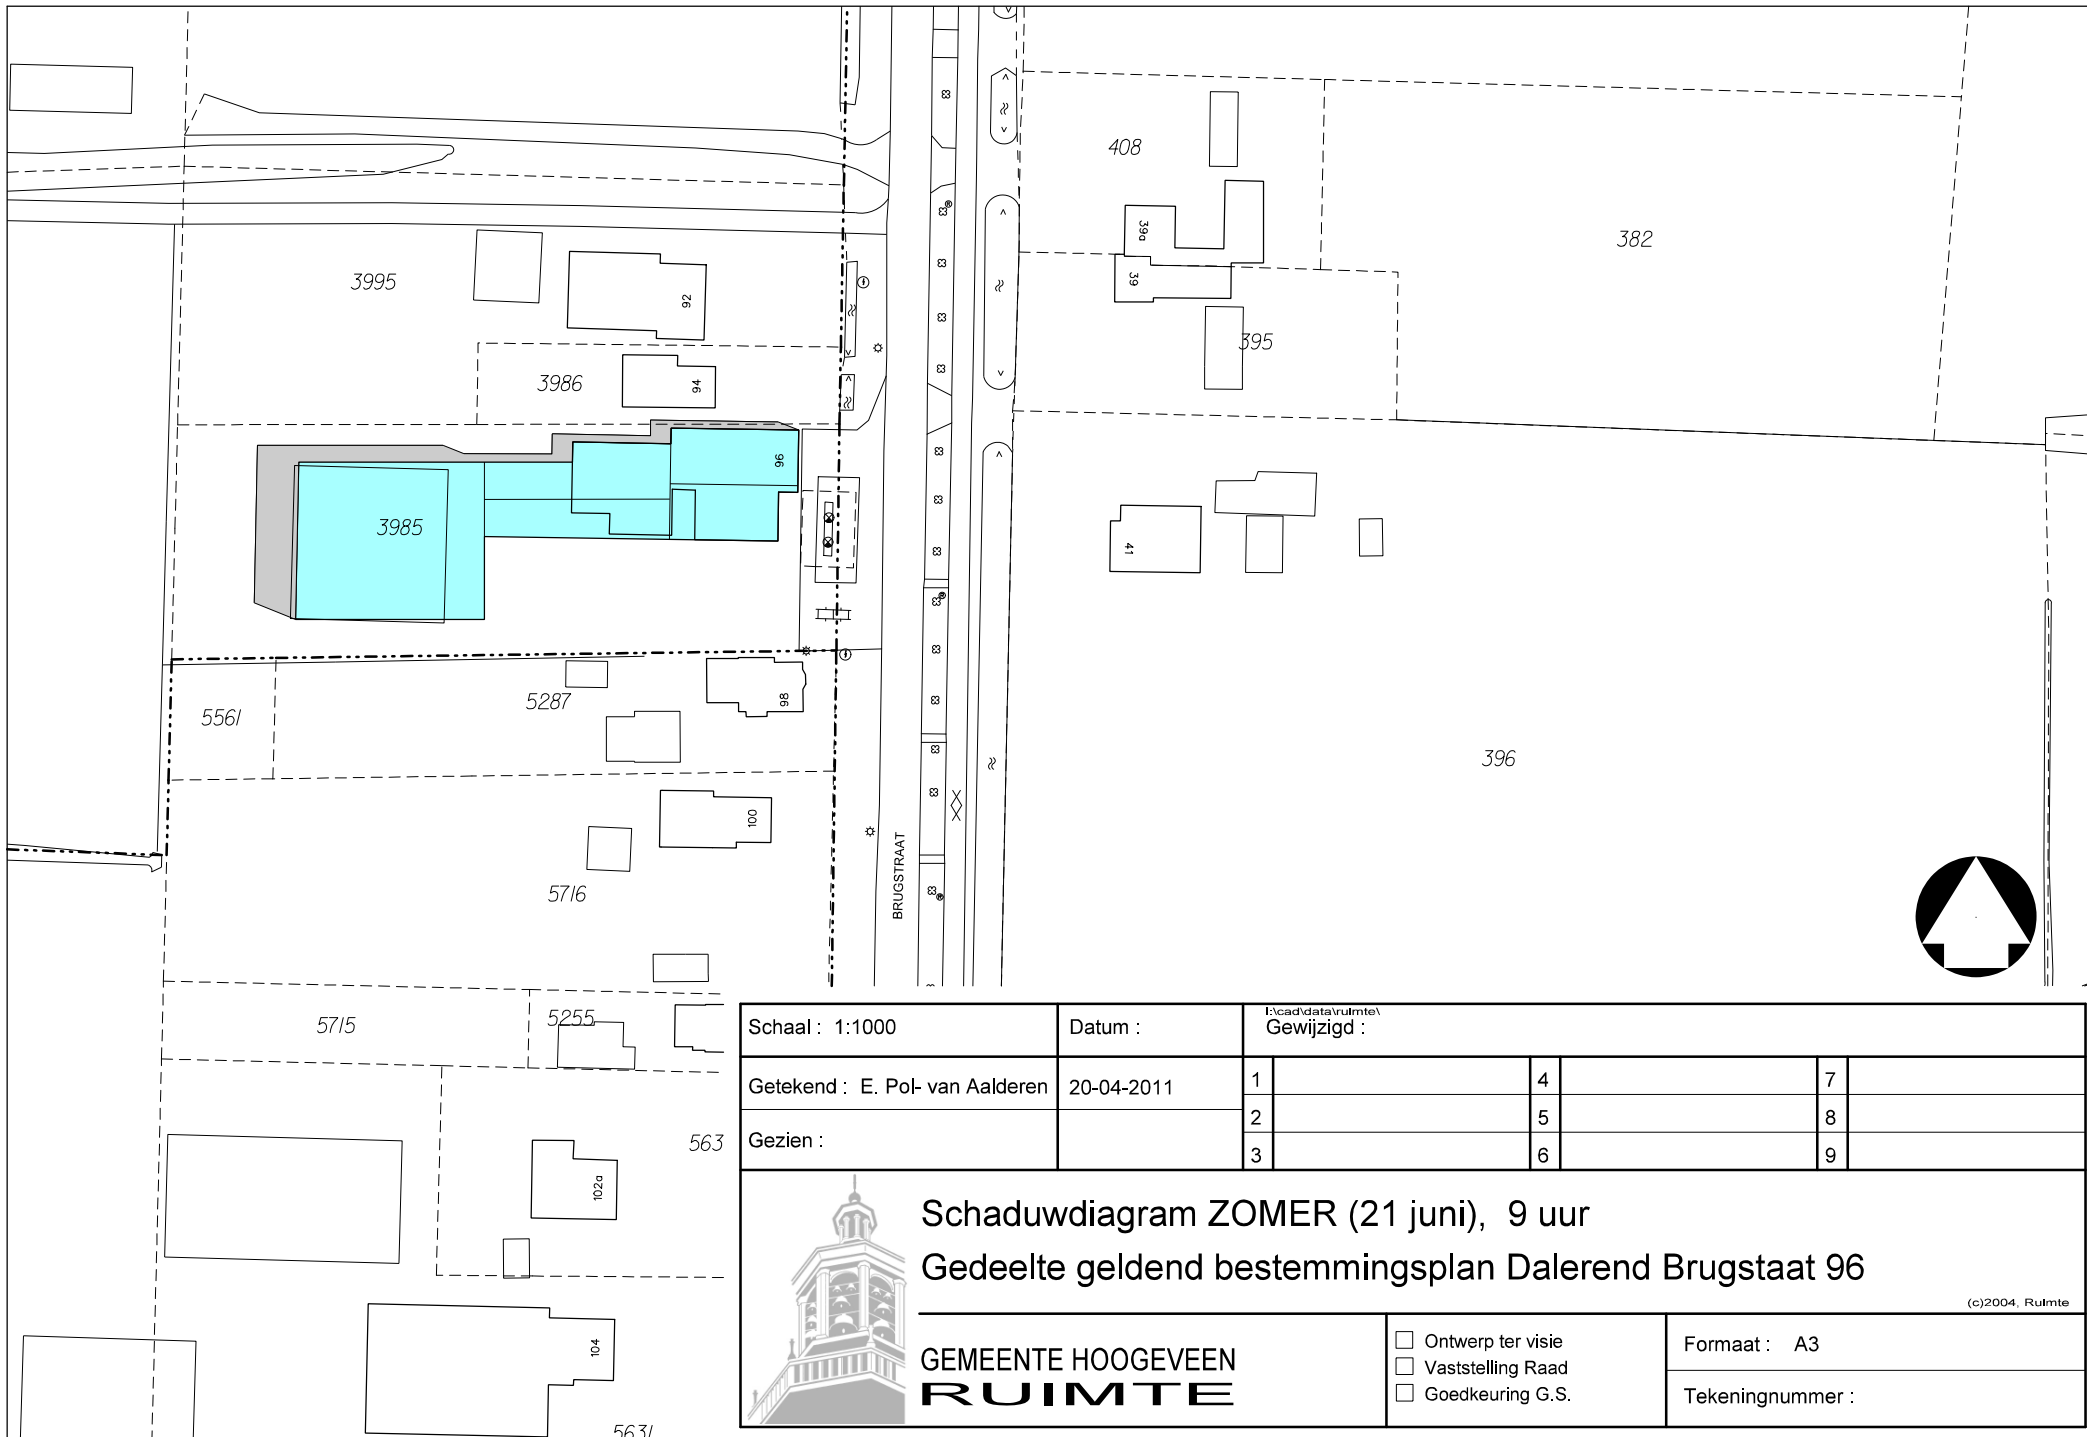 408
382
3995
39a
39
92
395
3986
94
96
3985
41
5561
5287
98
396
100
BRUGSTRAAT
5716
5715
5255
563
102a
104
5631
Schaal : 1:1000
Datum :
I:\cad\data\ruimte\
Gewijzigd :
Getekend : E. Pol- van Aalderen
20-04-2011
1
4
7
2
5
8
Gezien :
3
6
9
Schaduwdiagram ZOMER (21 juni), 9 uur
Gedeelte geldend bestemmingsplan Dalerend Brugstaat 96
(c)2004, Ruimte
GEMEENTE HOOGEVEEN
RUIMTE
Ontwerp ter visie
Vaststelling Raad
Goedkeuring G.S.
Formaat : A3
Tekeningnummer :